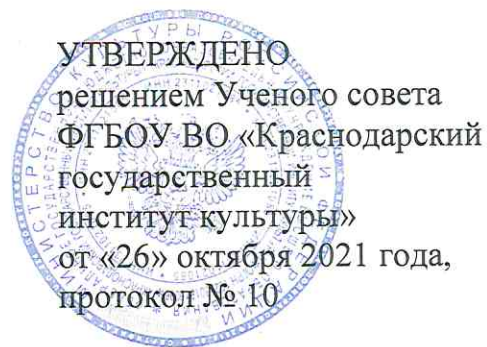 УТВЕРЖДЕНО
решением Ученого совета
ФГБОУ ВО «Краснодарский
государственный
институт культуры»
от «26» октября 2021 года,
протокол № 10